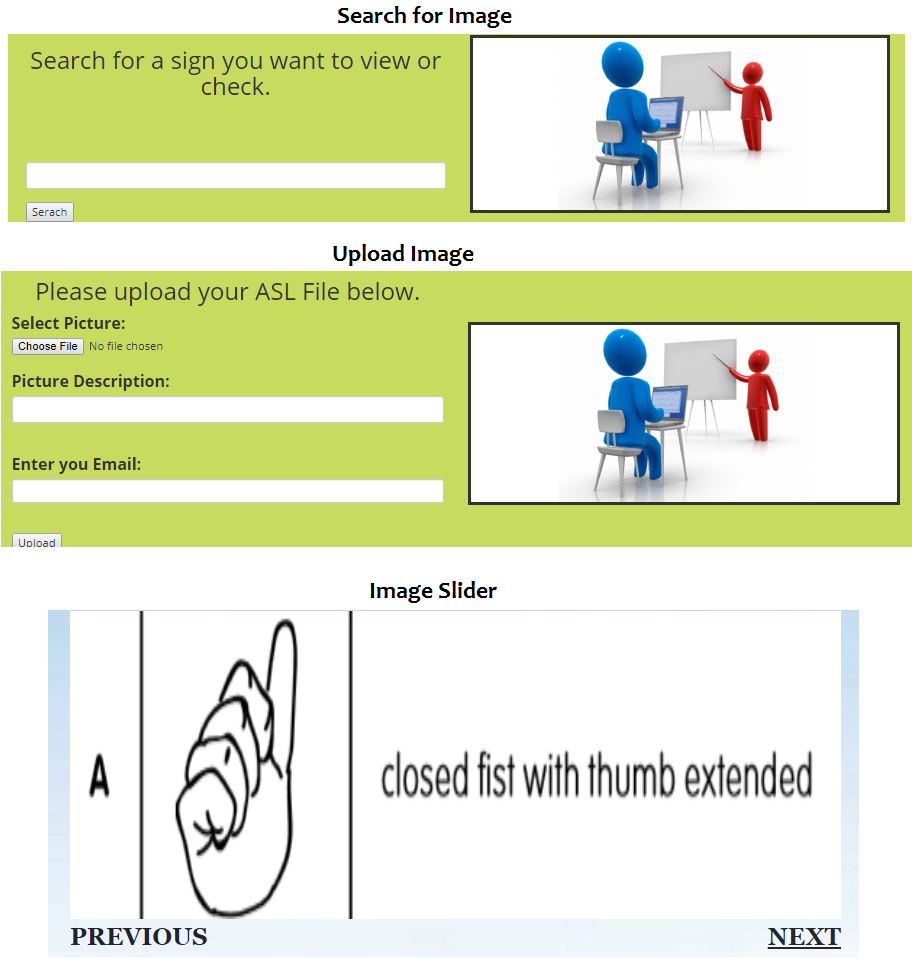 Search for Image
Search for a sign you want to view or
check.
Serach
Upload Image
Please upload your ASL File below.
Select Picture:
Choose File No file chosen
Picture Description:
Enter you Email:
Upload
Image Slider
A closed fist with thumb extended
PREVIOUS NEXT